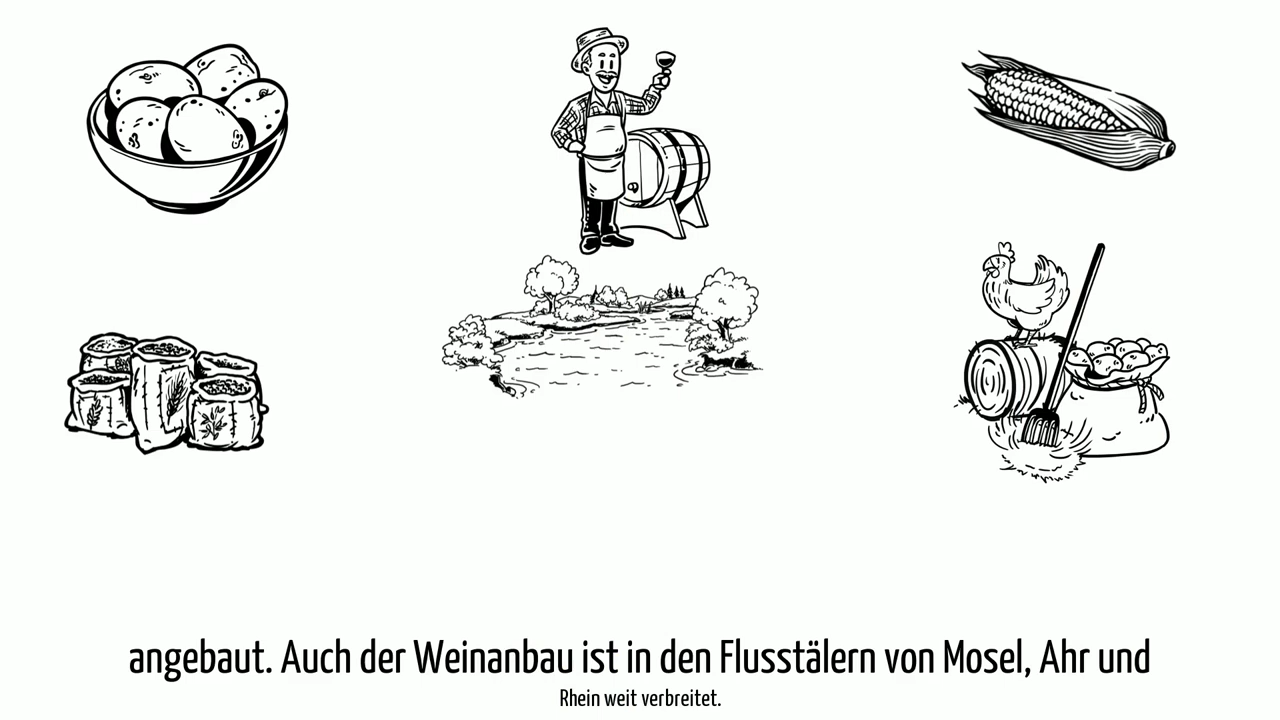 angebaut. Auch der Weinanbau ist in den Flusstälern von Mosel, Ahr und
Rhein weit verbreitet.